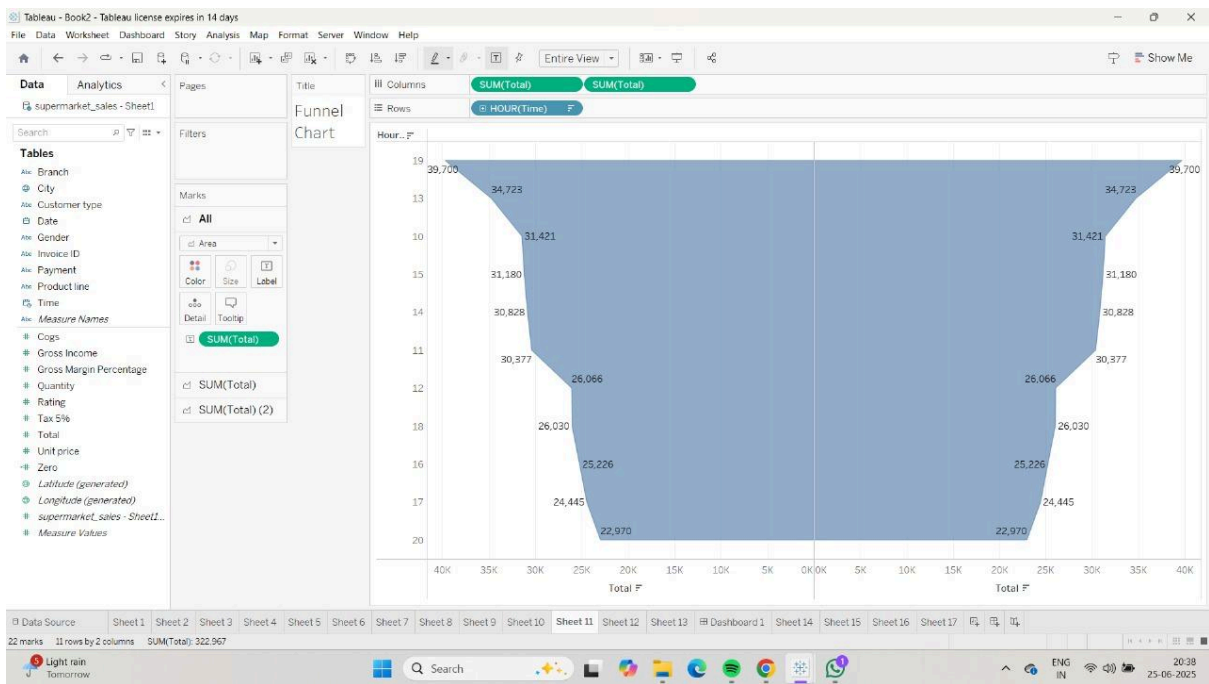 Tableau - Book2 - Tableau license expires in 14 days
File Data Worksheet Dashboard Story Analysis Map Format Server Window Help
Entire View
Show Me
Data Analytics
supermarket_sales - Sheet1
Search
Tables
Abc Branch
City
Abc Customer type
Date
Abc Gender
Abc Invoice ID
Abc Payment
Abc Product line
Time
Abc Measure Names
# Cogs
# Gross Income
# Gross Margin Percentage
# Quantity
# Rating
# Tax 5%
# Total
# Unit price
=# Zero
Latitude (generated)
Longitude (generated)
# supermarket_sales - Sheet1...
# Measure Values
Pages
Filters
Marks
All
Area
Color Size Label
Detail Tooltip
SUM(Total)
SUM(Total)
SUM(Total) (2)
Title
Funnel
Chart
Columns SUM(Total) SUM(Total)
Rows HOUR(Time)
Hour..
19 39,700 39,700
13 34,723 34,723
10 31,421 31,421
15 31,180 31,180
14 30,828 30,828
11 30,377 30,377
12 26,066 26,066
18 26,030 26,030
16 25,226 25,226
17 24,445 24,445
20 22,970 22,970
40K 35K 30K 25K 20K 15K 10K 5K 0K 0K 5K 10K 15K 20K 25K 30K 35K 40K
Total Total
Data Source Sheet 1 Sheet 2 Sheet 3 Sheet 4 Sheet 5 Sheet 6 Sheet 7 Sheet 8 Sheet 9 Sheet 10 Sheet 11 Sheet 12 Sheet 13 Dashboard 1 Sheet 14 Sheet 15 Sheet 16 Sheet 17
22 marks 11 rows by 2 columns SUM(Total): 322,967
5 Light rain
Tomorrow
Search
ENG
IN
20:38
25-06-2025